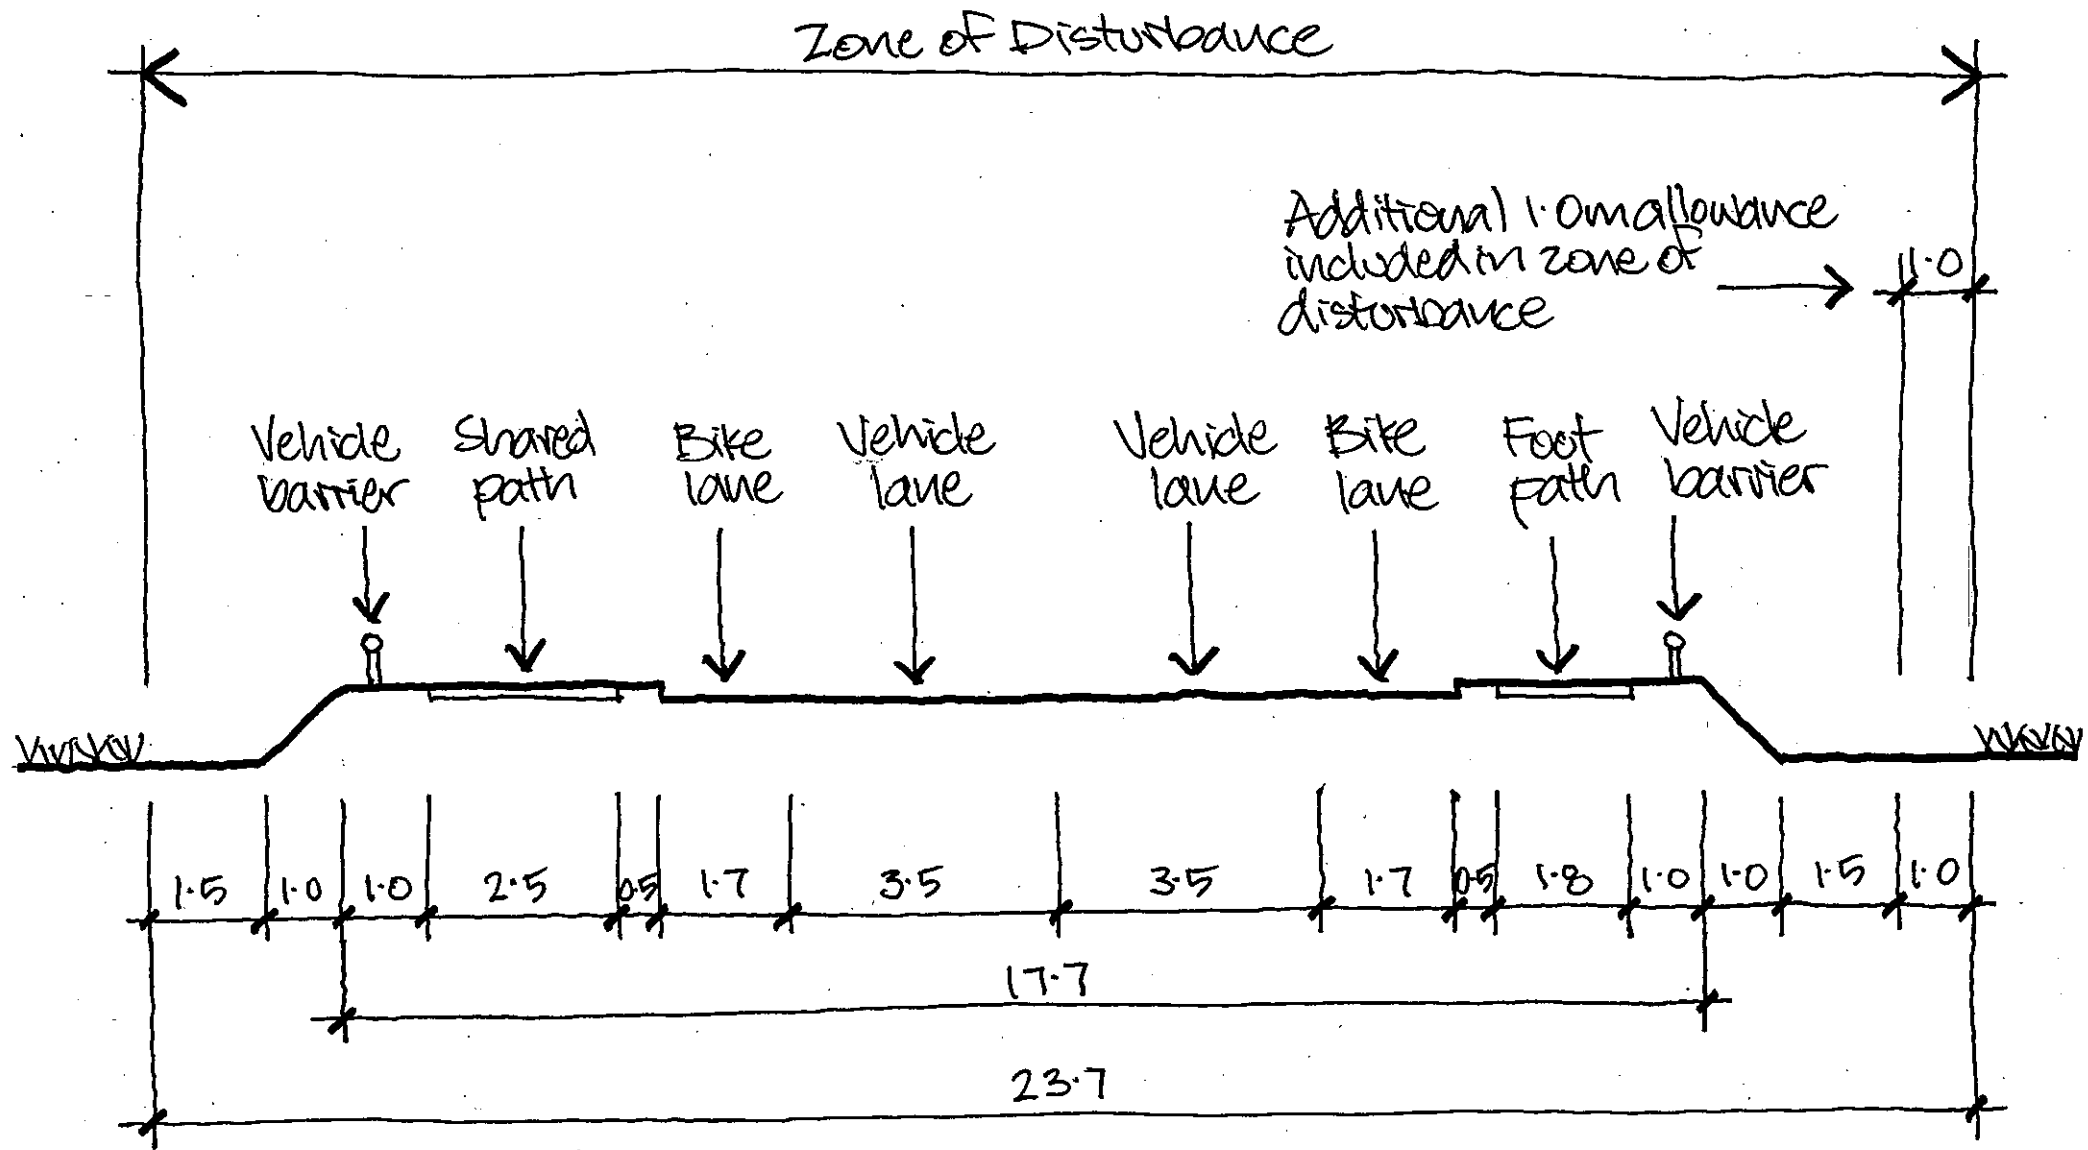 Zone of Disturbance
Additional 1.0m allowance
included in zone of
disturbance
1.0
Vehicle
barrier
Shared
path
Bike
lane
Vehicle
lane
Vehicle
lane
Bike
lane
Foot
path
Vehicle
barrier
1.5 1.0 1.0 2.5 0.5 1.7 3.5 3.5 1.7 0.5 1.8 1.0 1.0 1.5 1.0
17.7
23.7